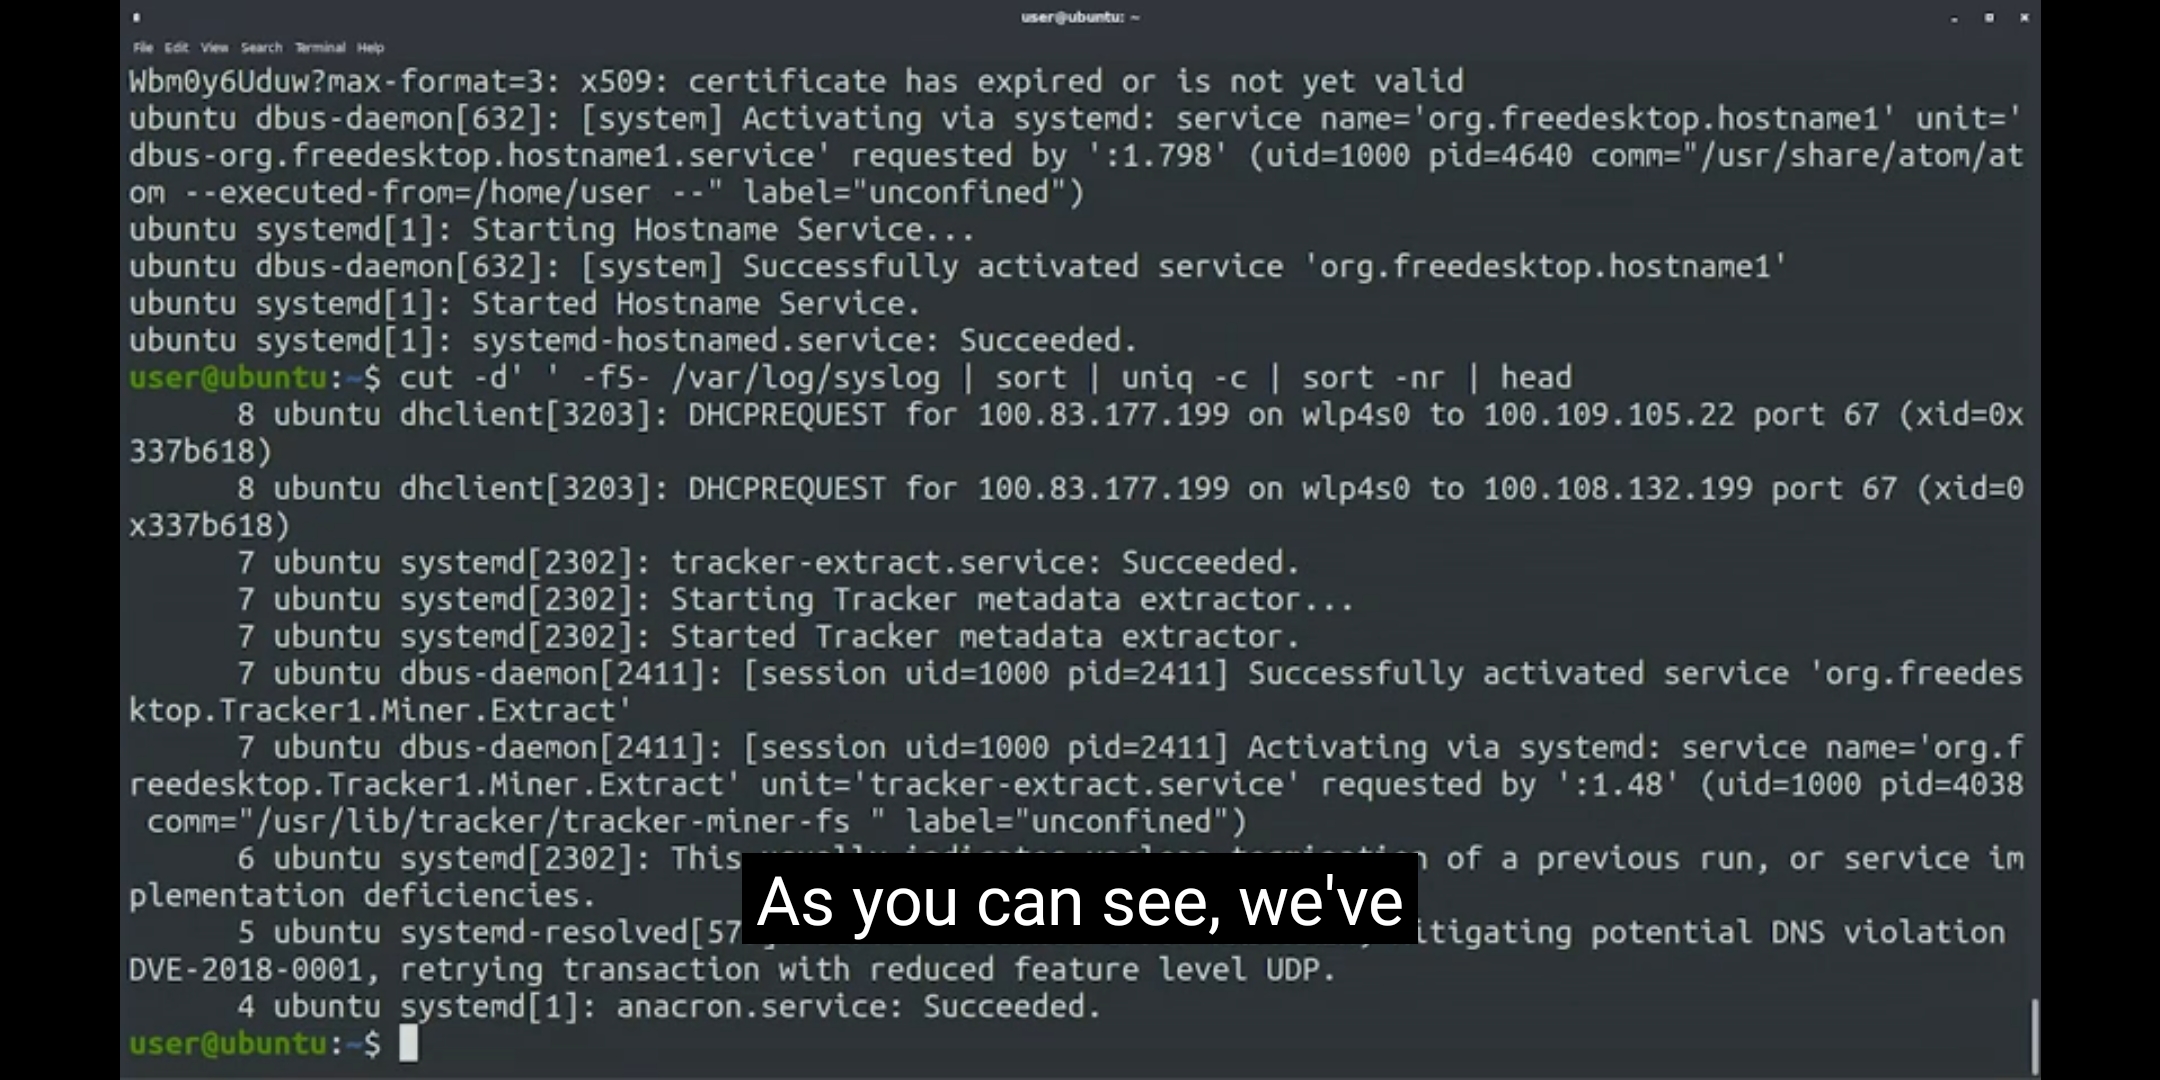 user@ubuntu: ~
File Edit View Search Terminal Help
Wbm0y6Uduw?max-format=3: x509: certificate has expired or is not yet valid
ubuntu dbus-daemon[632]: [system] Activating via systemd: service name='org.freedesktop.hostname1' unit='
dbus-org.freedesktop.hostname1.service' requested by ':1.798' (uid=1000 pid=4640 comm="/usr/share/atom/at
om --executed-from=/home/user --" label="unconfined")
ubuntu systemd[1]: Starting Hostname Service...
ubuntu dbus-daemon[632]: [system] Successfully activated service 'org.freedesktop.hostname1'
ubuntu systemd[1]: Started Hostname Service.
ubuntu systemd[1]: systemd-hostnamed.service: Succeeded.
user@ubuntu:~$ cut -d' ' -f5- /var/log/syslog | sort | uniq -c | sort -nr | head
8 ubuntu dhclient[3203]: DHCPREQUEST for 100.83.177.199 on wlp4s0 to 100.109.105.22 port 67 (xid=0x
337b618)
8 ubuntu dhclient[3203]: DHCPREQUEST for 100.83.177.199 on wlp4s0 to 100.108.132.199 port 67 (xid=0
x337b618)
7 ubuntu systemd[2302]: tracker-extract.service: Succeeded.
7 ubuntu systemd[2302]: Starting Tracker metadata extractor...
7 ubuntu systemd[2302]: Started Tracker metadata extractor.
7 ubuntu dbus-daemon[2411]: [session uid=1000 pid=2411] Successfully activated service 'org.freedes
ktop.Tracker1.Miner.Extract'
7 ubuntu dbus-daemon[2411]: [session uid=1000 pid=2411] Activating via systemd: service name='org.f
reedesktop.Tracker1.Miner.Extract' unit='tracker-extract.service' requested by ':1.48' (uid=1000 pid=4038
comm="/usr/lib/tracker/tracker-miner-fs " label="unconfined")
6 ubuntu systemd[2302]: This of a previous run, or service im
plementation deficiencies.
As you can see, we've
5 ubuntu systemd-resolved[57 itigating potential DNS violation
DVE-2018-0001, retrying transaction with reduced feature level UDP.
4 ubuntu systemd[1]: anacron.service: Succeeded.
user@ubuntu:~$